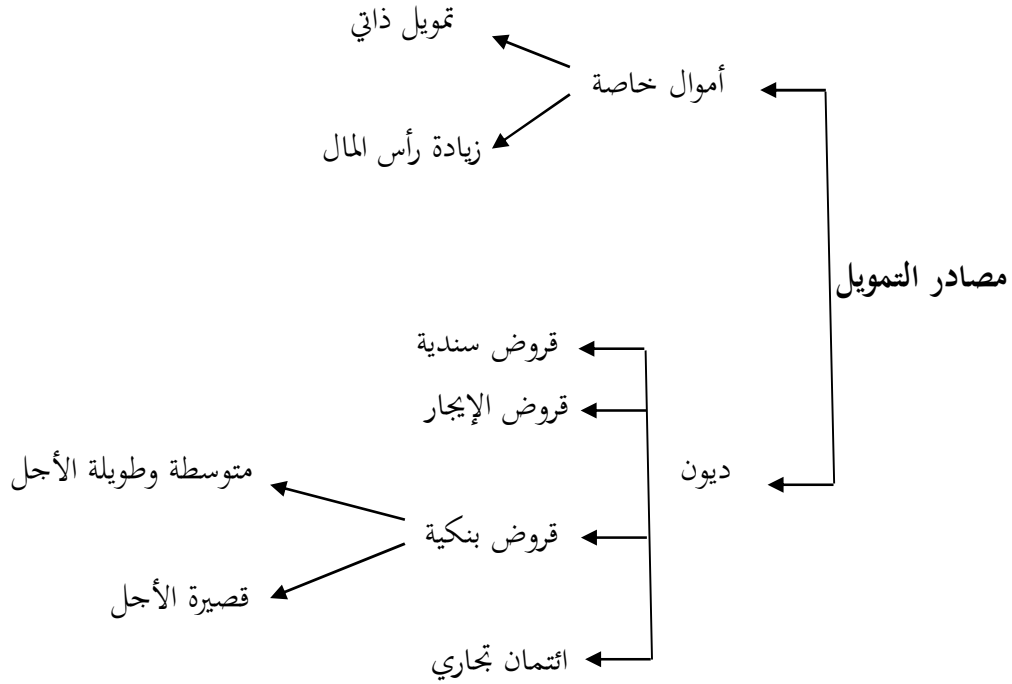 تمويل ذاتي
أموال خاصة
زيادة رأس المال
مصادر التمويل
قروض سندية
قروض الإيجار
ديون
متوسطة وطويلة الأجل
قروض بنكية
قصيرة الأجل
ائتمان تجاري